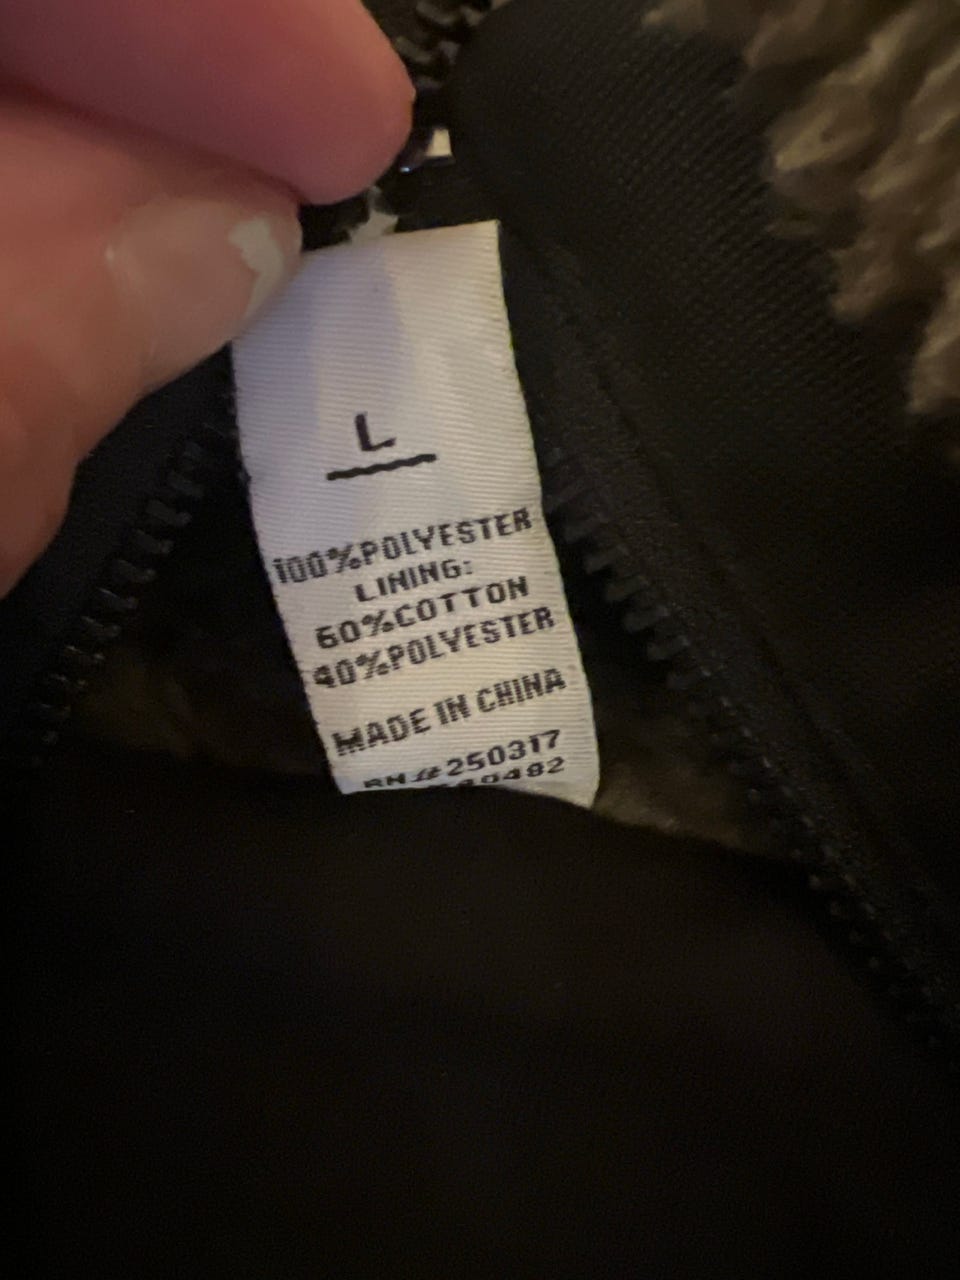 L
100%POLYESTER
LINING:
60%COTTON
40%POLYESTER
MADE IN CHINA
RN#250317